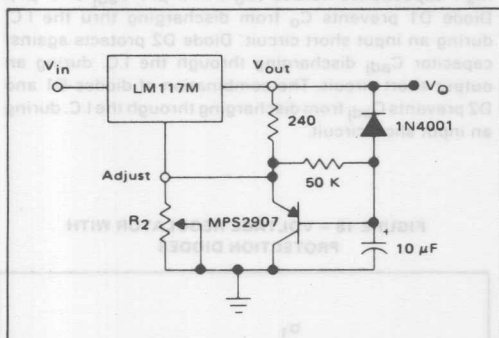 Diode D1 prevents Co from discharging thru the I.C.
during an input short circuit. Diode D2 protects against
capacitor Cadj discharging through the I.C. during an
output short circuit. The combination of diodes D1 and
D2 prevents Cadj from discharging through the I.C. during
an input short circuit.
Vin
LM117M
Vout
VO
240
1N4001
50 K
Adjust
R2
MPS2907
+
10 μF
FIGURE 18 – VOLTAGE REGULATOR WITH
PROTECTION DIODES
D1